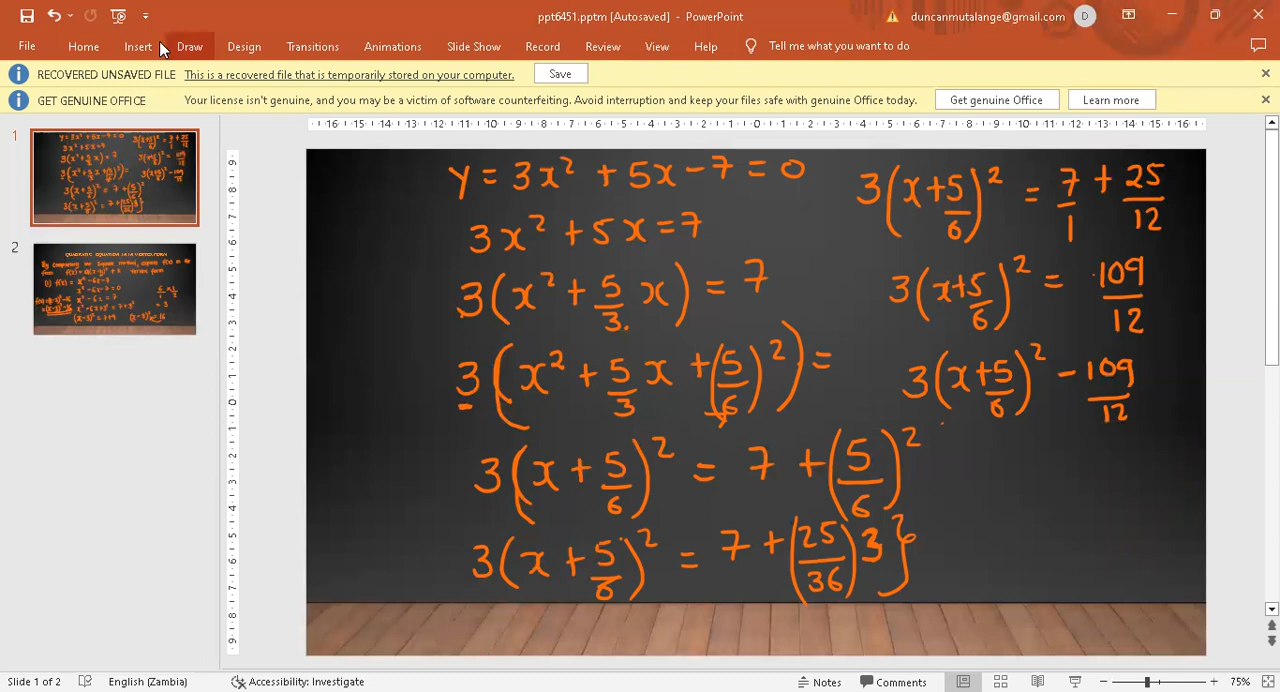 ppt6451.pptm [Autosaved] - PowerPoint
duncanmutalange@gmail.com D
File Home Insert Draw Design Transitions Animations Slide Show Record Review View Help Tell me what you want to do
RECOVERED UNSAVED FILE This is a recovered file that is temporarily stored on your computer. Save
GET GENUINE OFFICE Your license isn't genuine, and you may be a victim of software counterfeiting. Avoid interruption and keep your files safe with genuine Office today. Get genuine Office Learn more
1
2
y = 3x² + 5x - 7 = 0
3x² + 5x = 7
3(x² + 5/3 x) = 7
3(x² + 5/3 x + (5/6)²) =
3(x + 5/6)² = 7 + (5/6)²
3(x + 5/6)² = 7 + (25/36)3}
3(x + 5/6)² = 7/1 + 25/12
3(x + 5/6)² = 109/12
3(x + 5/6)² - 109/12
Slide 1 of 2 English (Zambia) Accessibility: Investigate Notes Comments 75%